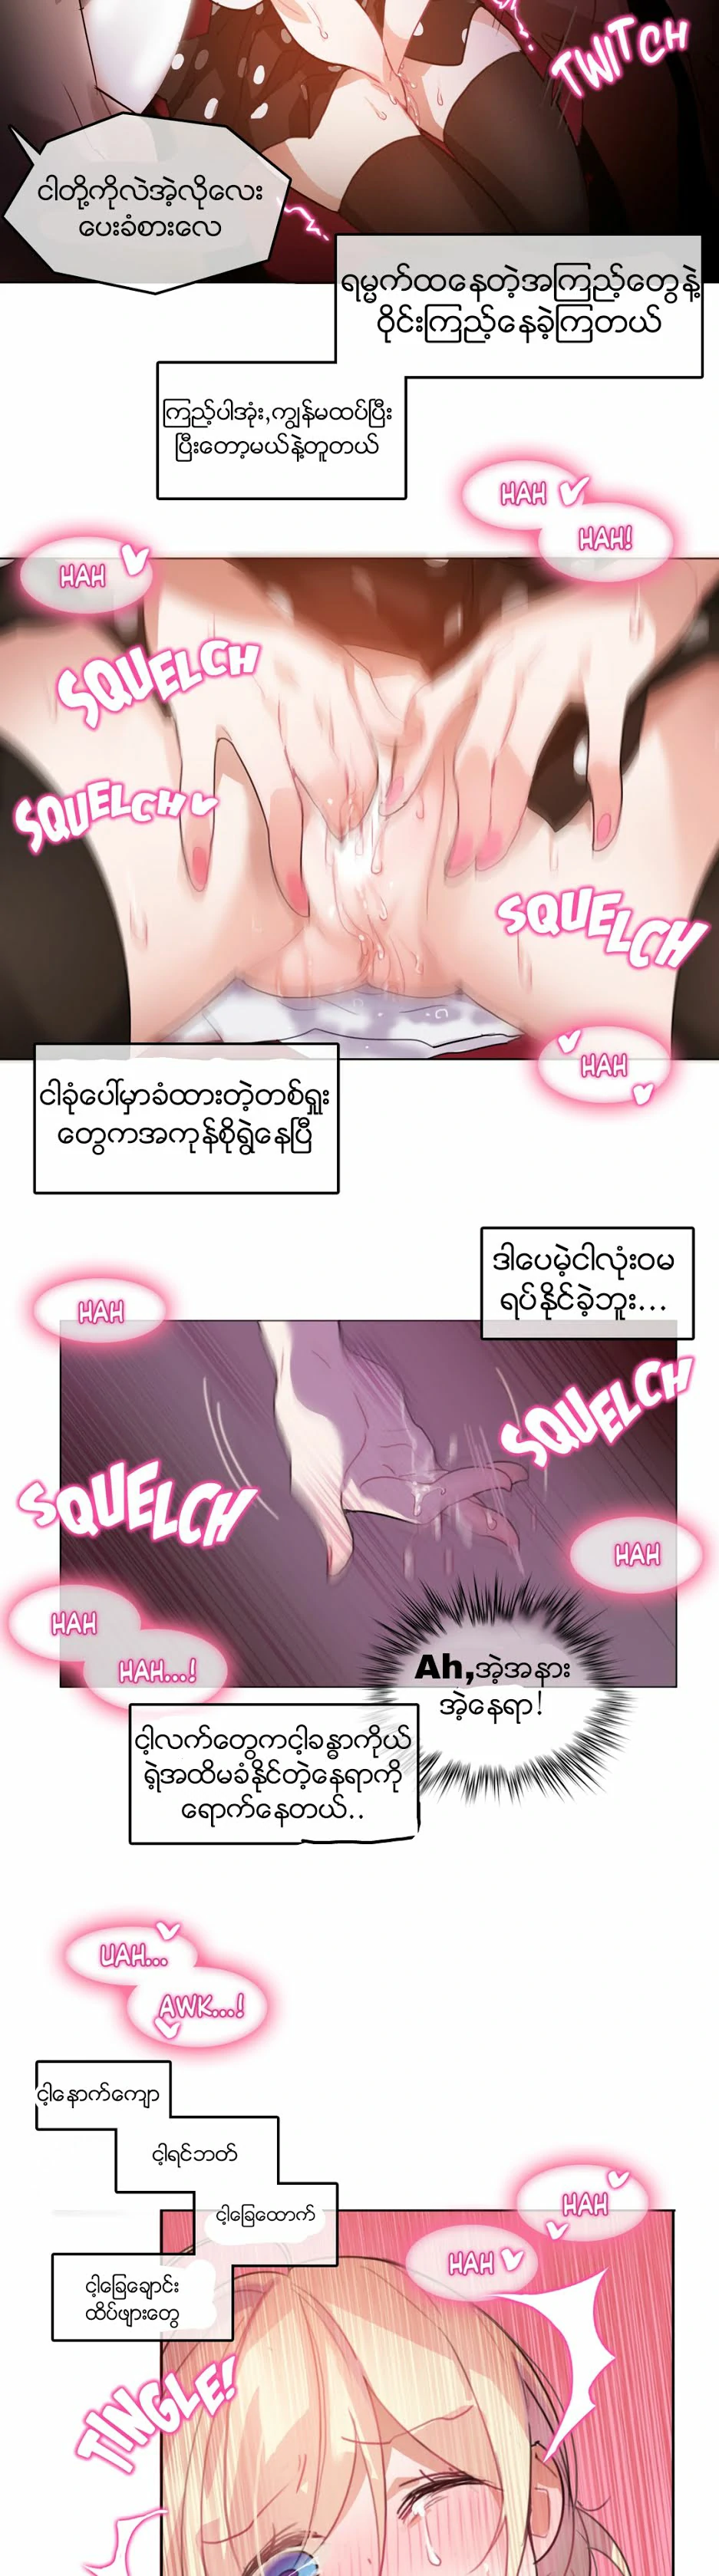 TWITCH
ငါတို့ကိုလဲအဲ့လိုလေး
ပေးခံစားလေ
ရမ္မက်ထနေတဲ့အကြည့်တွေနဲ့
ဝိုင်းကြည့်နေခဲ့ကြတယ်
ကြည့်ပါအုံး,ကျွန်မထပ်ပြီး
ပြီးတော့မယ်နဲ့တူတယ်
HAH
HAH!
HAH
SQUELCH
SQUELCH
SQUELCH
HAH
ငါခုံပေါ်မှာခံထားတဲ့တစ်ရှုး
တွေကအကုန်စိုရွဲနေပြီ
ဒါပေမဲ့ငါလုံးဝမ
ရပ်နိုင်ခဲ့ဘူး...
HAH
SQUELCH
SQUELCH
HAH
HAH
HAH...!
Ah,အဲ့အနား
အဲ့နေရာ!
ငါ့လက်တွေကငါ့ခန္ဓာကိုယ်
ရဲ့အထိမခံနိုင်တဲ့နေရာကို
ရောက်နေတယ်..
UAH...
AWK...!
ငါ့နောက်ကျော
ငါ့ရင်ဘတ်
ငါ့ခြေထောက်
ငါ့ခြေချောင်း
ထိပ်ဖျားတွေ
HAH
HAH
TINGLE!